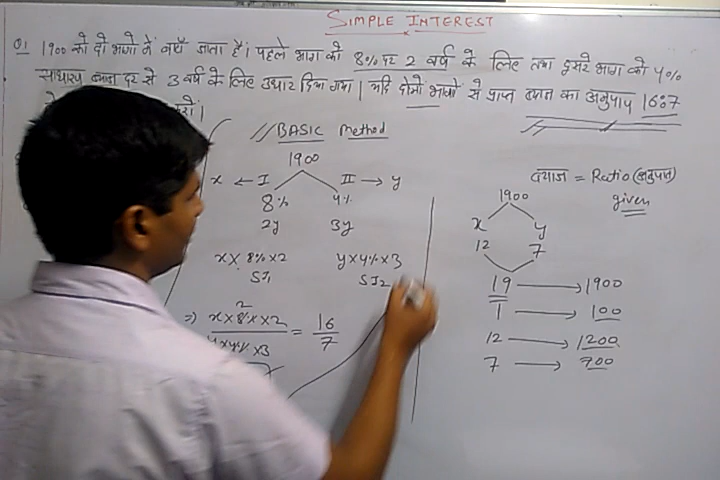 SIMPLE INTEREST
Q1 1900 को दो भागों में बाँटा जाता है। पहले भाग को 8% पर 2 वर्ष के लिए तथा दूसरे भाग को 4%
साधारण ब्याज दर से 3 वर्ष के लिए उधार दिया गया। यदि दोनों भागों से प्राप्त ब्याज का अनुपात 16:7
// BASIC Method
1900
x ← I II → y
8% 4%
2y 3y
x × 8% × 2 y × 4% × 3
SI1 SI2
⇒ x × 8% × 2 / y × 4% × 3 = 16/7
2
ब्याज = Ratio (अनुपात)
given
1900
x y
12 7
19 → 1900
1 → 100
12 → 1200
7 → 700